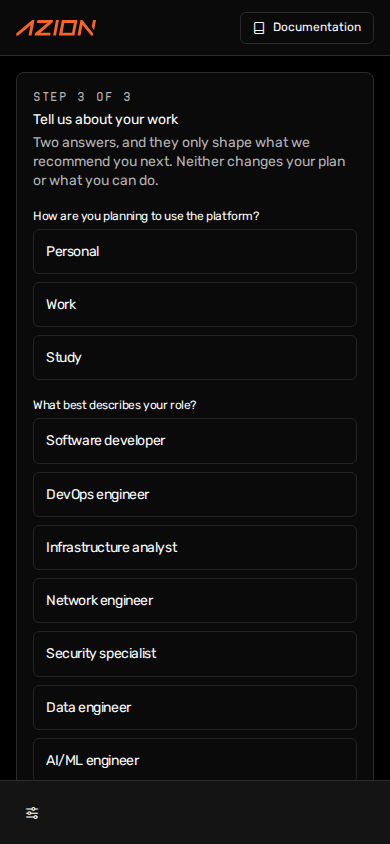 AZION
Documentation
STEP 3 OF 3
Tell us about your work
Two answers, and they only shape what we
recommend you next. Neither changes your plan
or what you can do.
How are you planning to use the platform?
Personal
Work
Study
What best describes your role?
Software developer
DevOps engineer
Infrastructure analyst
Network engineer
Security specialist
Data engineer
AI/ML engineer